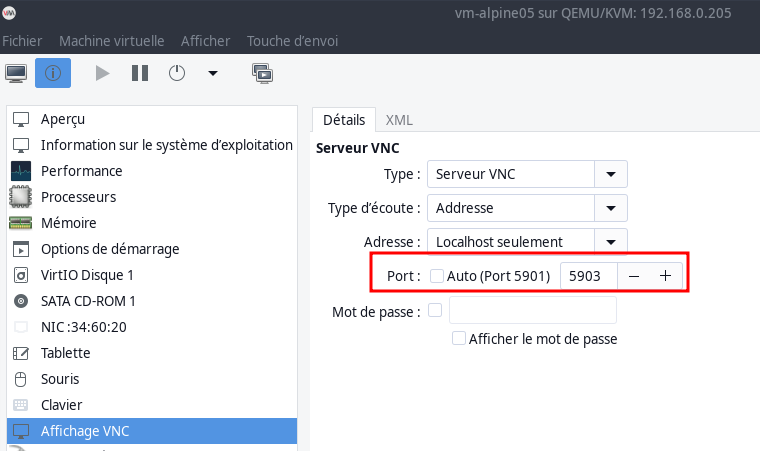 vm-alpine05 sur QEMU/KVM: 192.168.0.205
Fichier Machine virtuelle Afficher Touche d'envoi
Aperçu
Information sur le système d'exploitation
Performance
Processeurs
Mémoire
Options de démarrage
VirtIO Disque 1
SATA CD-ROM 1
NIC :34:60:20
Tablette
Souris
Clavier
Affichage VNC
Détails XML
Serveur VNC
Type : Serveur VNC
Type d'écoute : Addresse
Adresse : Localhost seulement
Port : Auto (Port 5901) 5903
Mot de passe :
Afficher le mot de passe